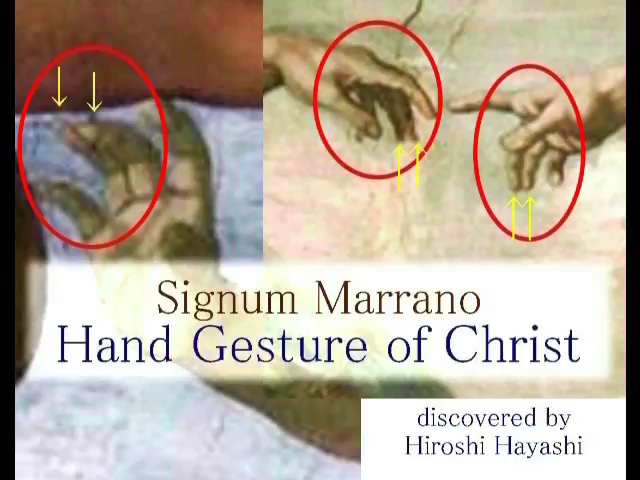 Signum Marrano
Hand Gesture of Christ
discovered by
Hiroshi Hayashi